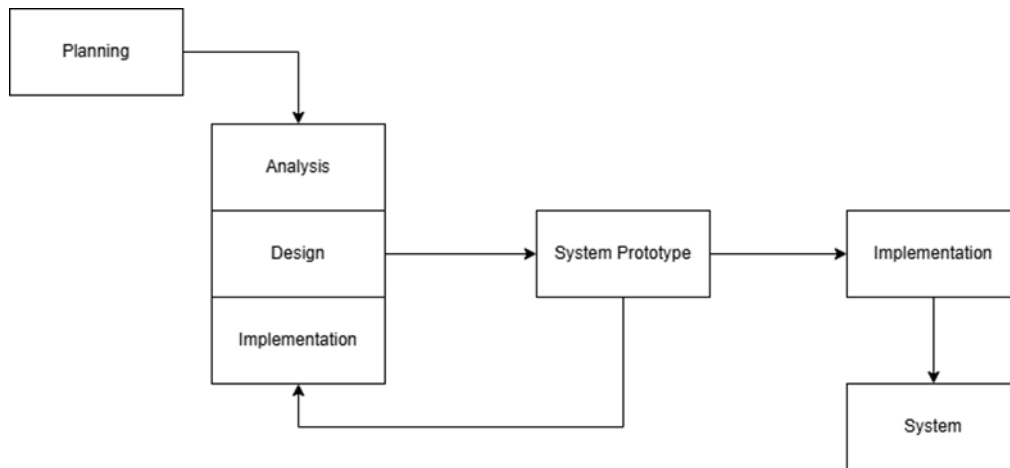 Planning
Analysis
Design
Implementation
System Prototype
Implementation
System